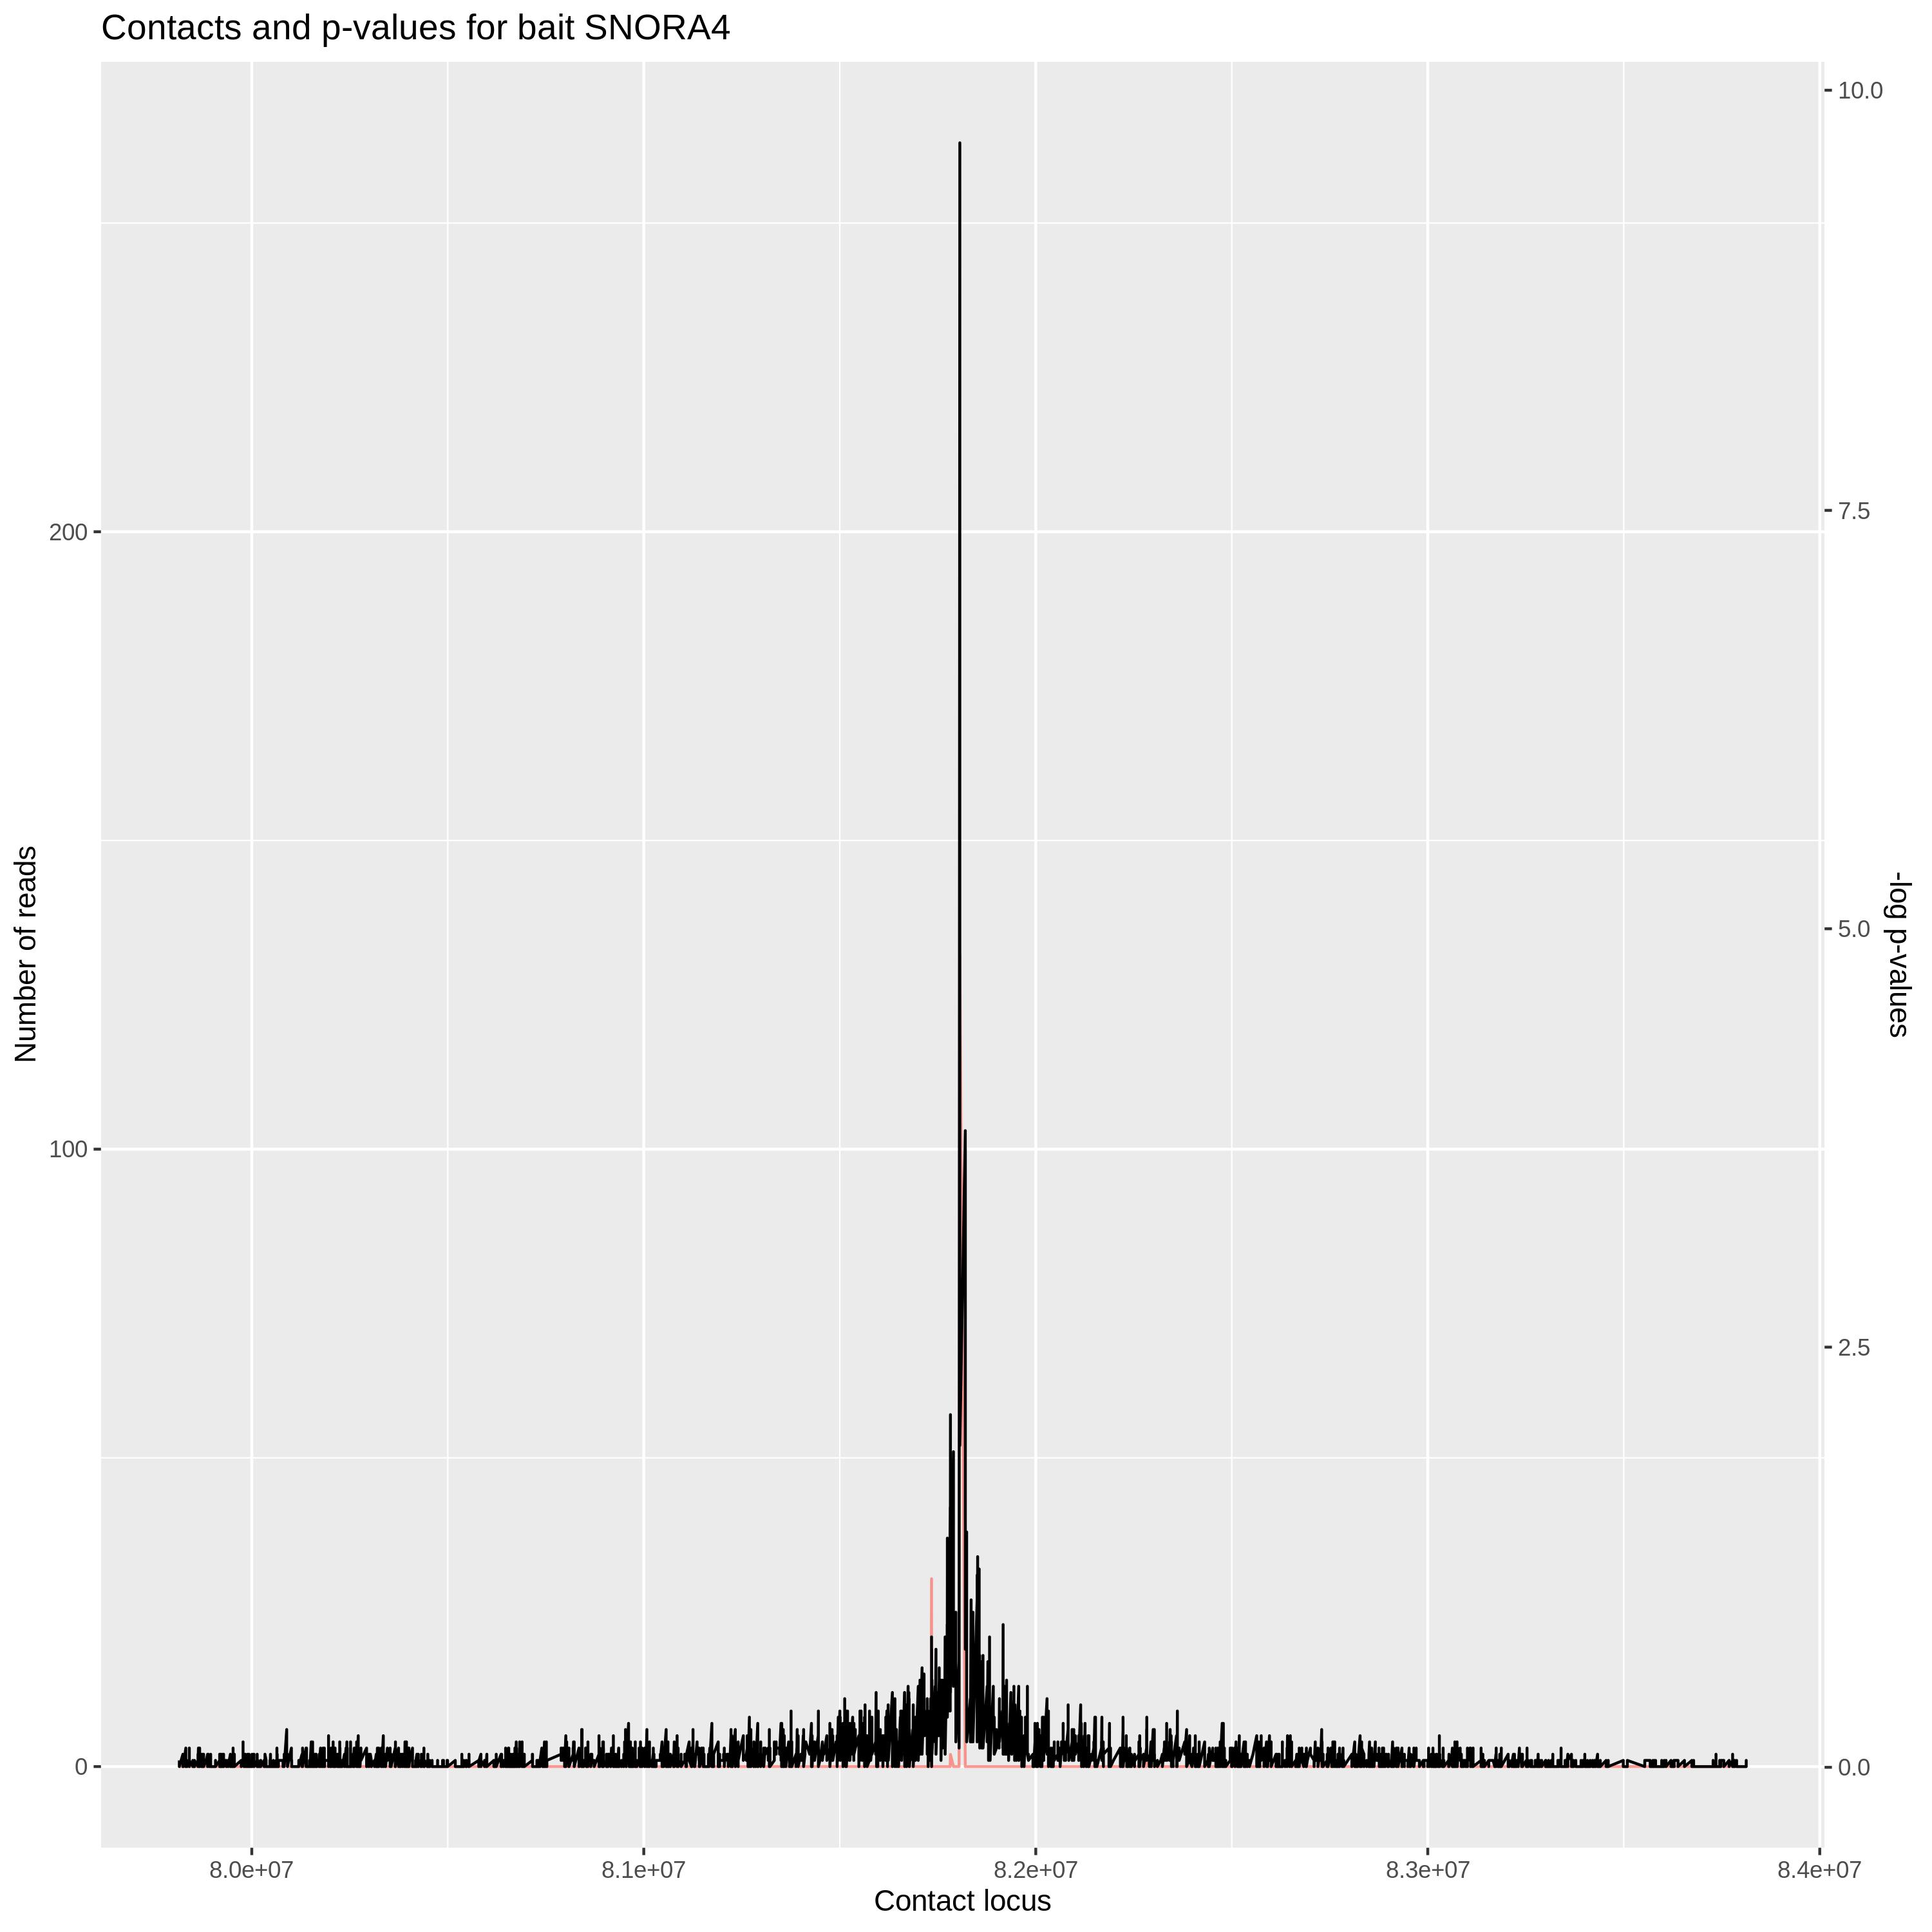 Contacts and p-values for bait SNORA4
10.0
200
7.5
Number of reads
5.0
-log p-values
100
2.5
0
0.0
8.0e+07
8.1e+07
8.2e+07
8.3e+07
8.4e+07
Contact locus